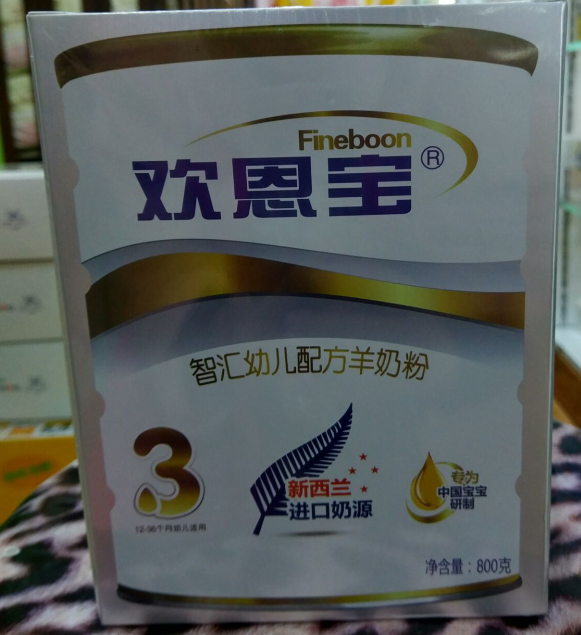 Fineboon
欢恩宝®
智汇幼儿配方羊奶粉
3
12-36个月幼儿适用
新西兰
进口奶源
专为
中国宝宝
研制
净含量:800克